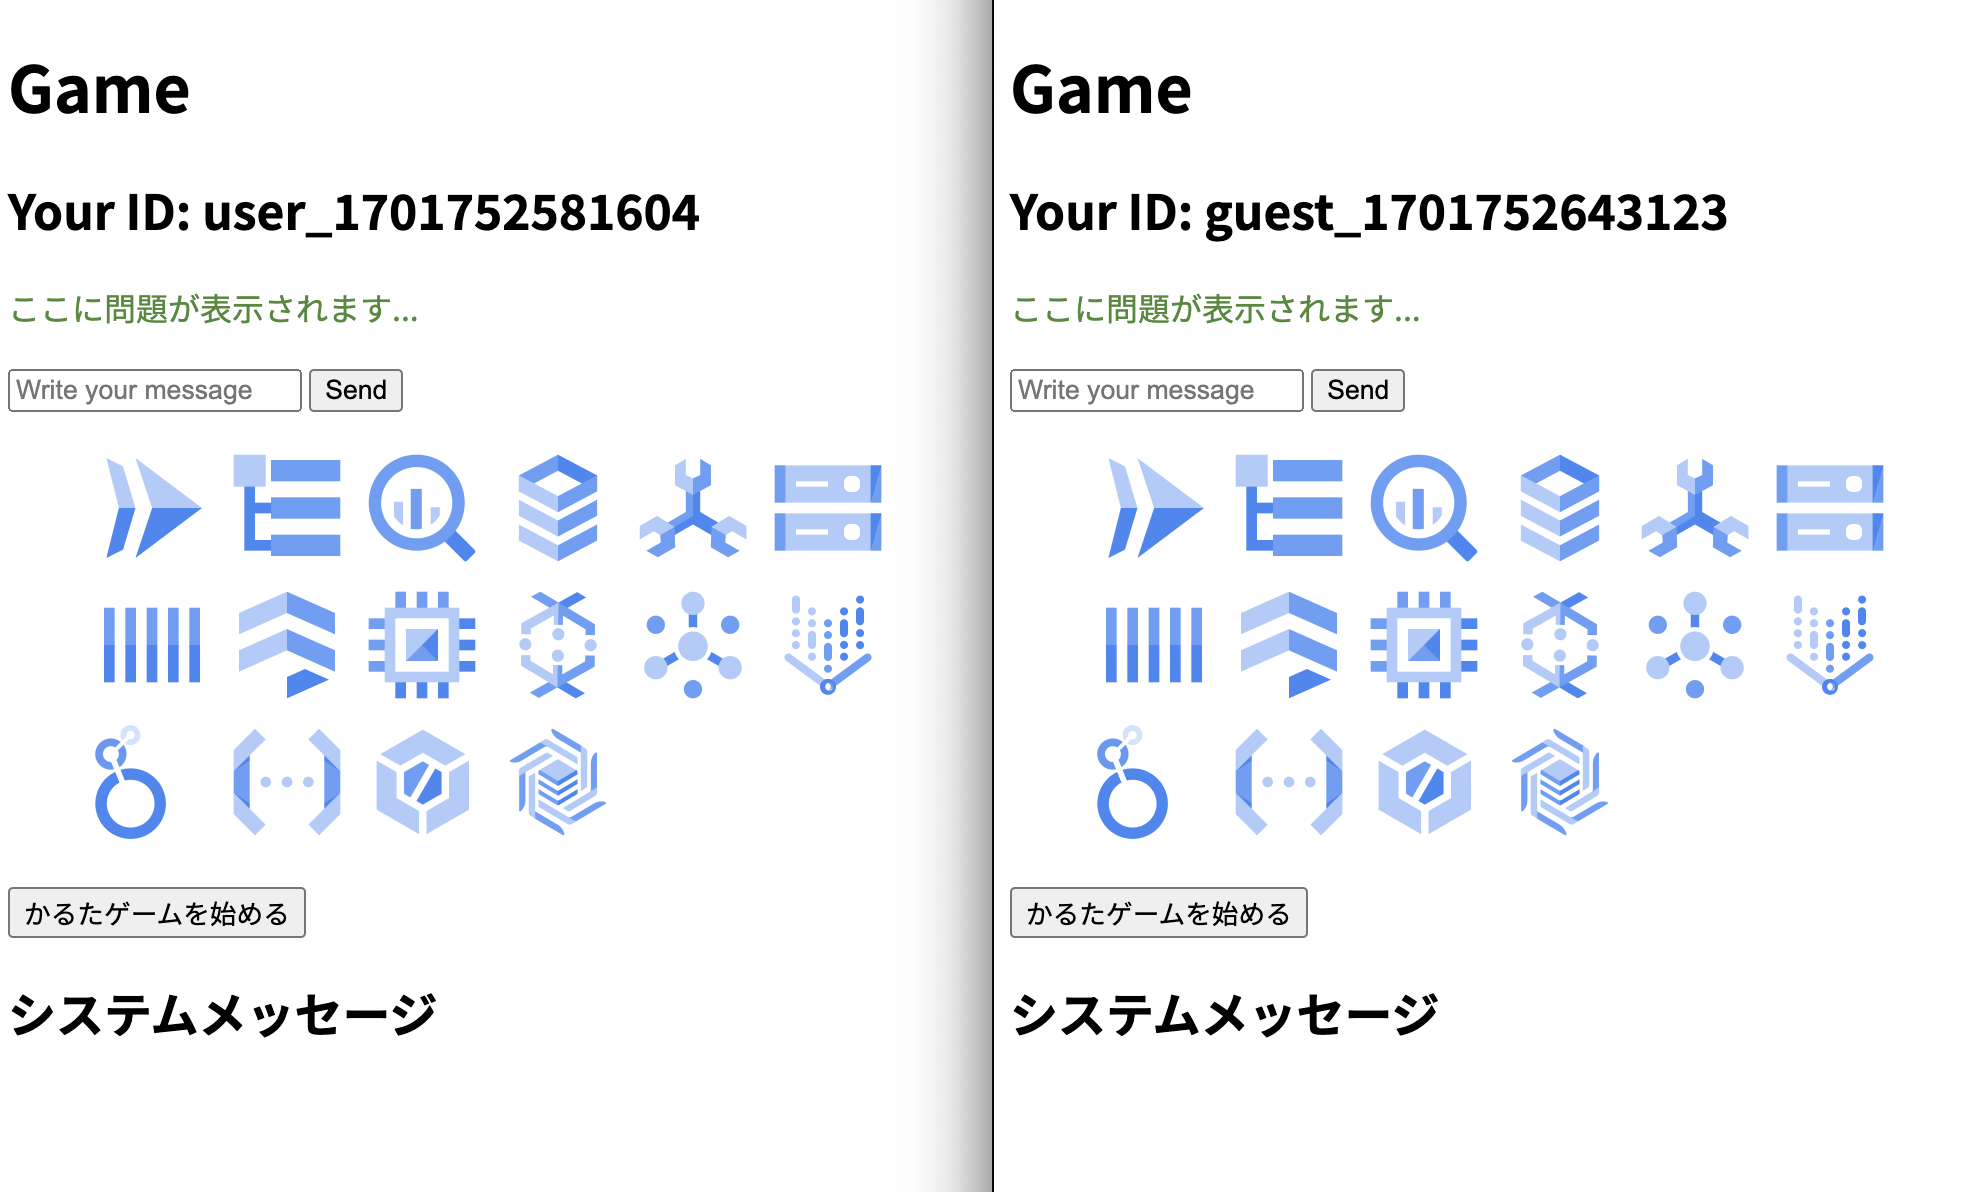 Game
Your ID: user_1701752581604
ここに問題が表示されます...
Write your message Send
かるたゲームを始める
システムメッセージ
Game
Your ID: guest_1701752643123
ここに問題が表示されます...
Write your message Send
かるたゲームを始める
システムメッセージ